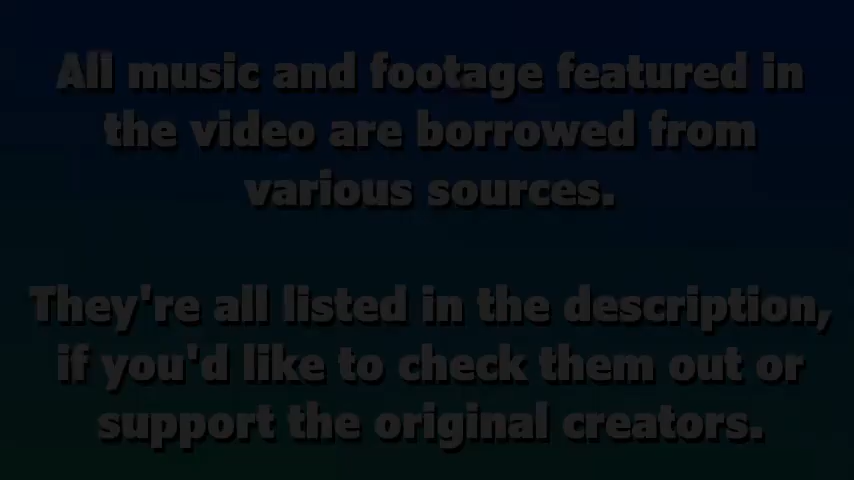 All music and footage featured in
the video are borrowed from
various sources.
They're all listed in the description,
if you'd like to check them out or
support the original creators.